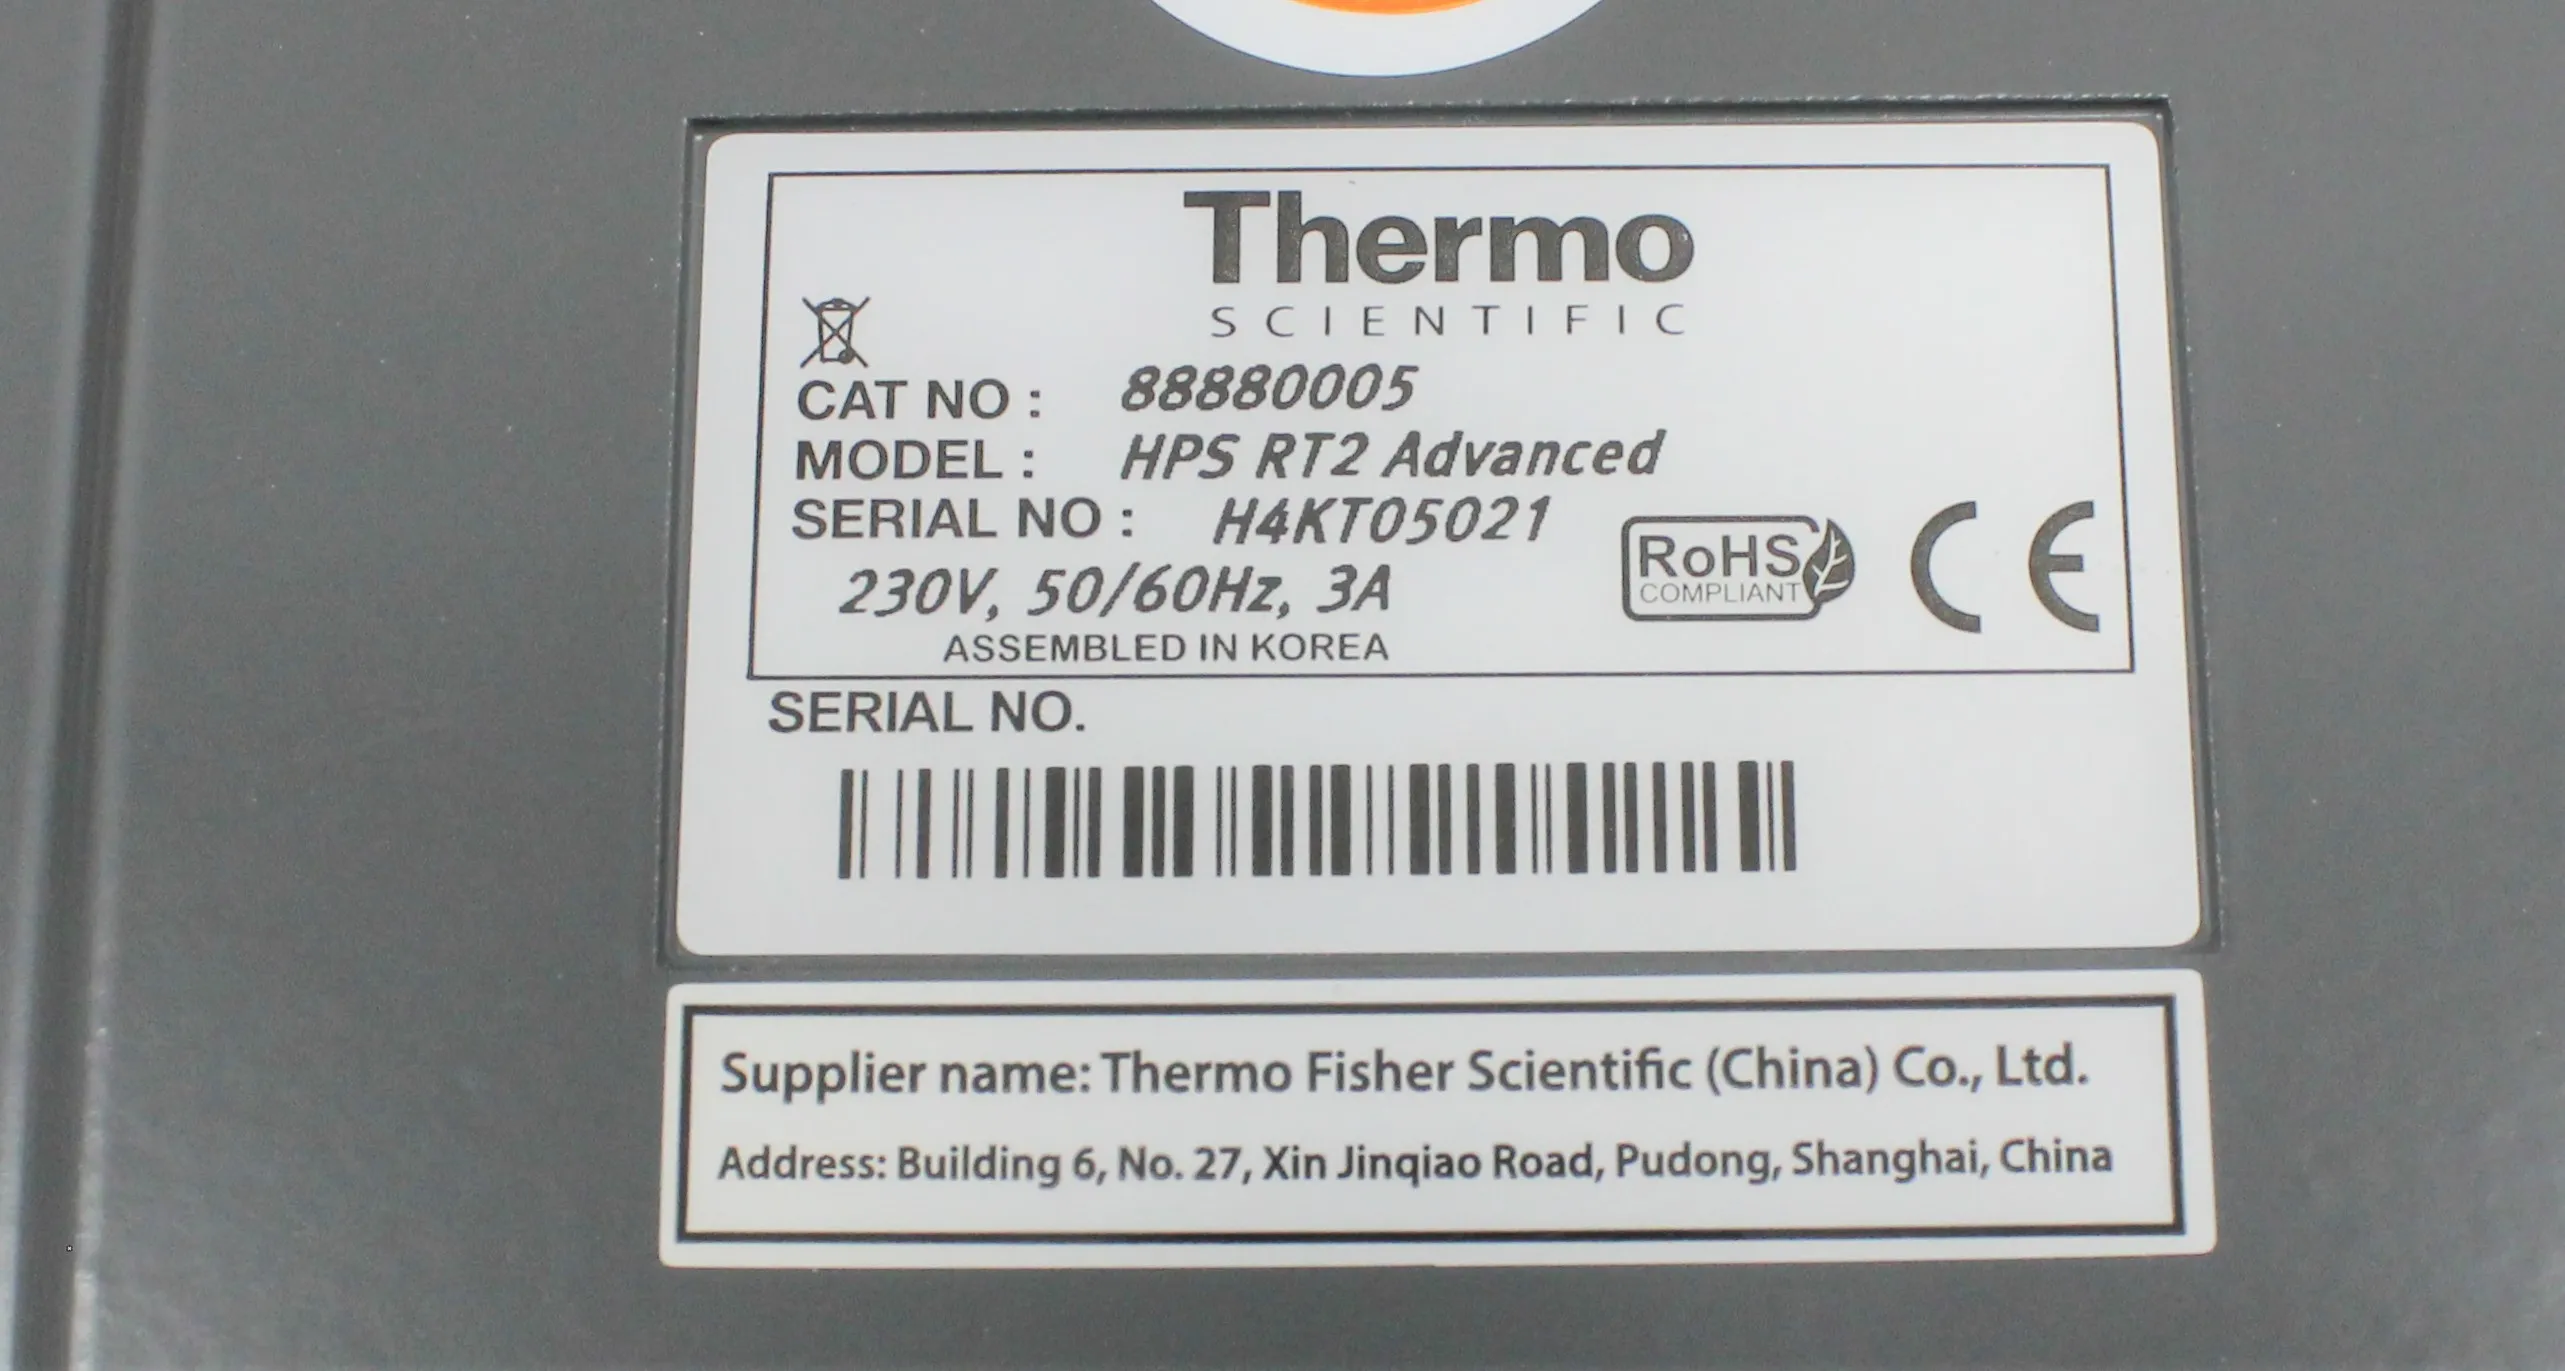 Thermo
SCIENTIFIC
CAT NO : 88880005
MODEL : HPS RT2 Advanced
SERIAL NO : H4KT05021
230V, 50/60Hz, 3A
ASSEMBLED IN KOREA
RoHS
COMPLIANT
CE
SERIAL NO.
Supplier name: Thermo Fisher Scientific (China) Co., Ltd.
Address: Building 6, No. 27, Xin Jinqiao Road, Pudong, Shanghai, China